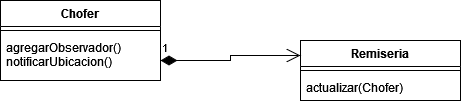 Chofer
agregarObservador()
notificarUbicacion()
1
Remiseria
actualizar(Chofer)